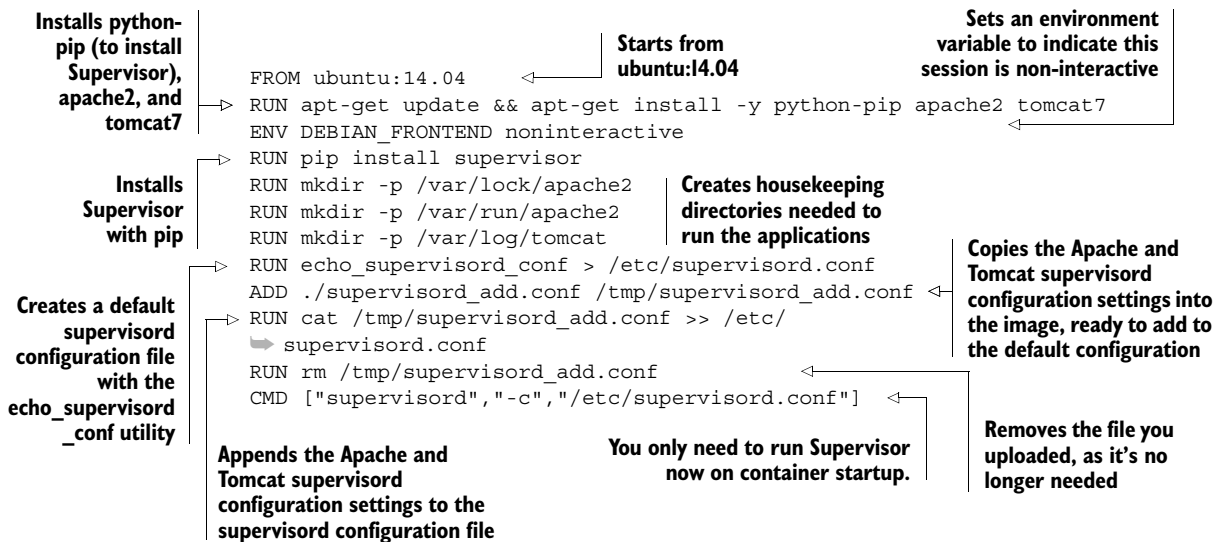 Installs python-
pip (to install
Supervisor),
apache2, and
tomcat7
Starts from
ubuntu:14.04
Sets an environment
variable to indicate this
session is non-interactive
FROM ubuntu:14.04
RUN apt-get update && apt-get install -y python-pip apache2 tomcat7
ENV DEBIAN_FRONTEND noninteractive
RUN pip install supervisor
Installs
Supervisor
with pip
RUN mkdir -p /var/lock/apache2
RUN mkdir -p /var/run/apache2
RUN mkdir -p /var/log/tomcat
Creates housekeeping
directories needed to
run the applications
RUN echo_supervisord_conf > /etc/supervisord.conf
ADD ./supervisord_add.conf /tmp/supervisord_add.conf
Copies the Apache and
Tomcat supervisord
configuration settings into
the image, ready to add to
the default configuration
Creates a default
supervisord
configuration file
with the
echo_supervisord
_conf utility
RUN cat /tmp/supervisord_add.conf >> /etc/
➥ supervisord.conf
RUN rm /tmp/supervisord_add.conf
CMD ["supervisord","-c","/etc/supervisord.conf"]
Appends the Apache and
Tomcat supervisord
configuration settings to the
supervisord configuration file
You only need to run Supervisor
now on container startup.
Removes the file you
uploaded, as it's no
longer needed